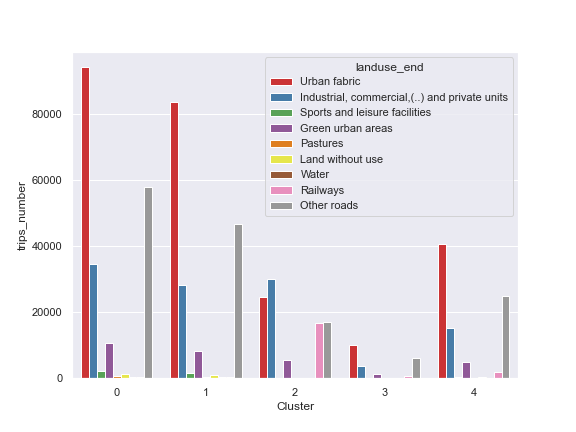 landuse_end
Urban fabric
Industrial, commercial,(..) and private units
Sports and leisure facilities
Green urban areas
Pastures
Land without use
Water
Railways
Other roads
trips_number
80000
60000
40000
20000
0
0 1 2 3 4
Cluster